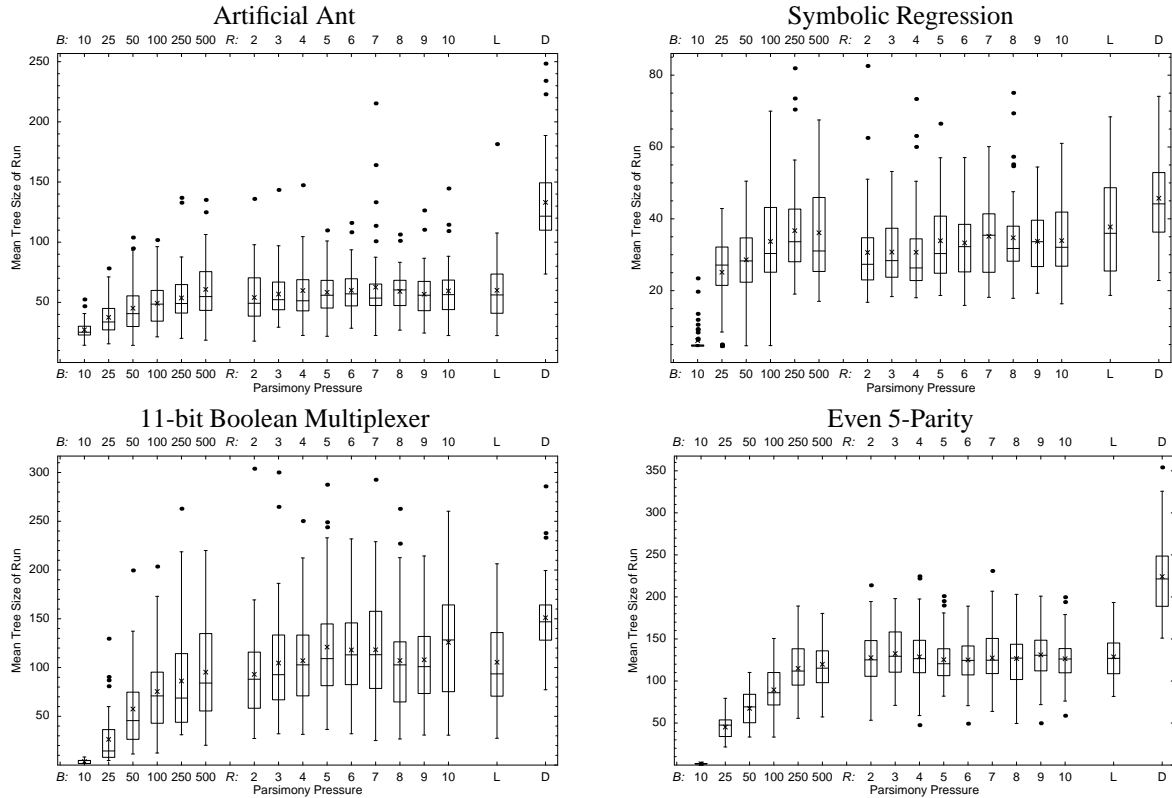 Artificial Ant
B: 10 25 50 100 250 500 R: 2 3 4 5 6 7 8 9 10 L D
250
200
150
100
50
Mean Tree Size of Run
B: 10 25 50 100 250 500 R: 2 3 4 5 6 7 8 9 10 L D
Parsimony Pressure
Symbolic Regression
B: 10 25 50 100 250 500 R: 2 3 4 5 6 7 8 9 10 L D
80
60
40
20
Mean Tree Size of Run
B: 10 25 50 100 250 500 R: 2 3 4 5 6 7 8 9 10 L D
Parsimony Pressure
11-bit Boolean Multiplexer
B: 10 25 50 100 250 500 R: 2 3 4 5 6 7 8 9 10 L D
300
250
200
150
100
50
Mean Tree Size of Run
B: 10 25 50 100 250 500 R: 2 3 4 5 6 7 8 9 10 L D
Parsimony Pressure
Even 5-Parity
B: 10 25 50 100 250 500 R: 2 3 4 5 6 7 8 9 10 L D
350
300
250
200
150
100
50
Mean Tree Size of Run
B: 10 25 50 100 250 500 R: 2 3 4 5 6 7 8 9 10 L D
Parsimony Pressure